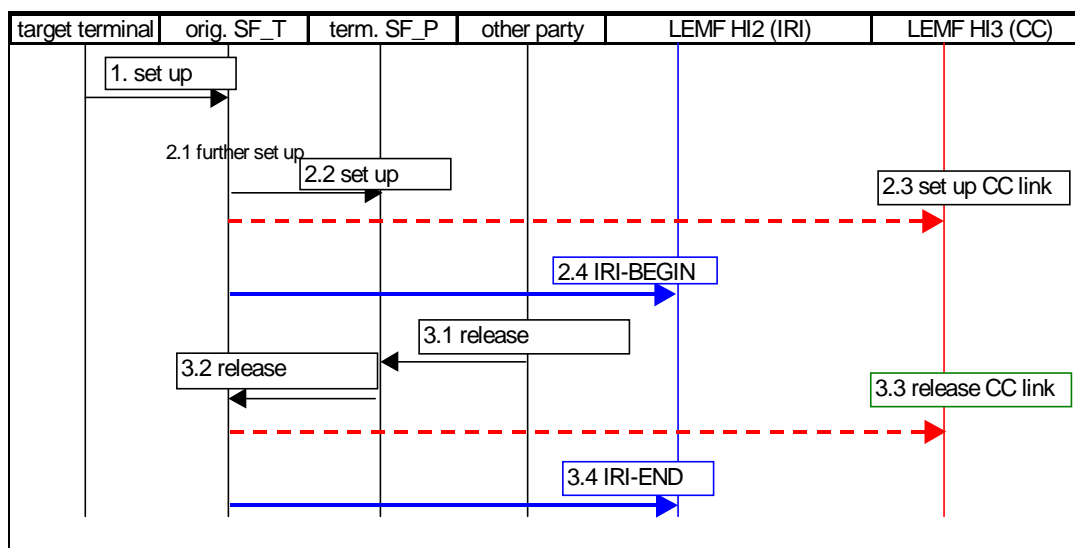 target terminal
orig. SF_T
term. SF_P
other party
LEMF HI2 (IRI)
LEMF HI3 (CC)
1. set up
2.1 further set up
2.2 set up
2.3 set up CC link
2.4 IRI-BEGIN
3.1 release
3.2 release
3.3 release CC link
3.4 IRI-END